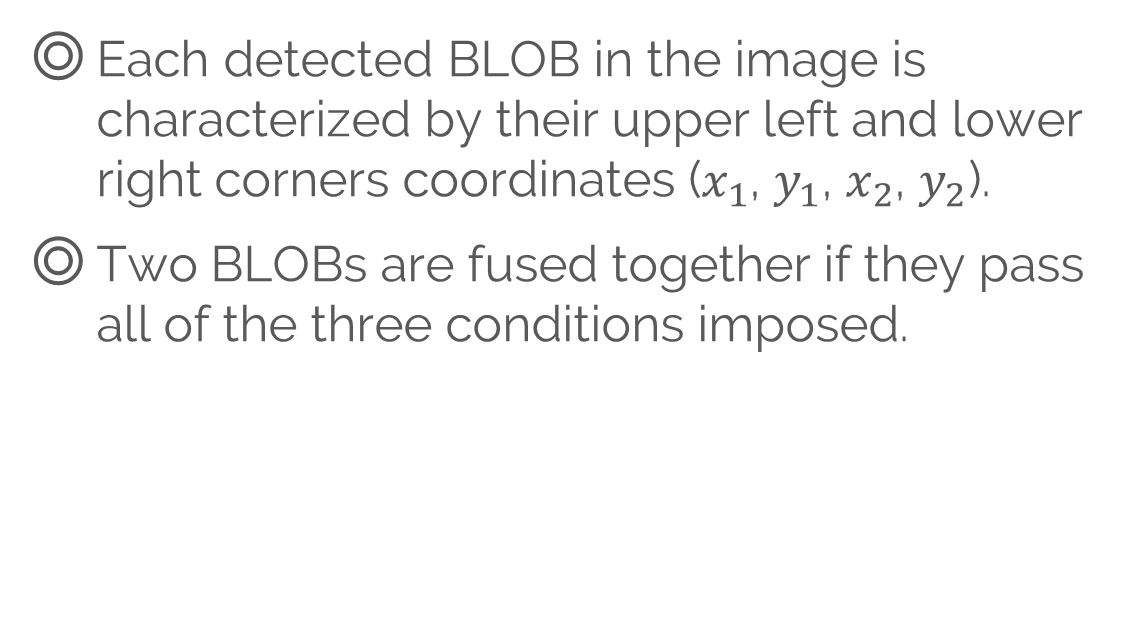 ◎ Each detected BLOB in the image is
characterized by their upper left and lower
right corners coordinates (𝑥₁, 𝑦₁, 𝑥₂, 𝑦₂).
◎ Two BLOBs are fused together if they pass
all of the three conditions imposed.